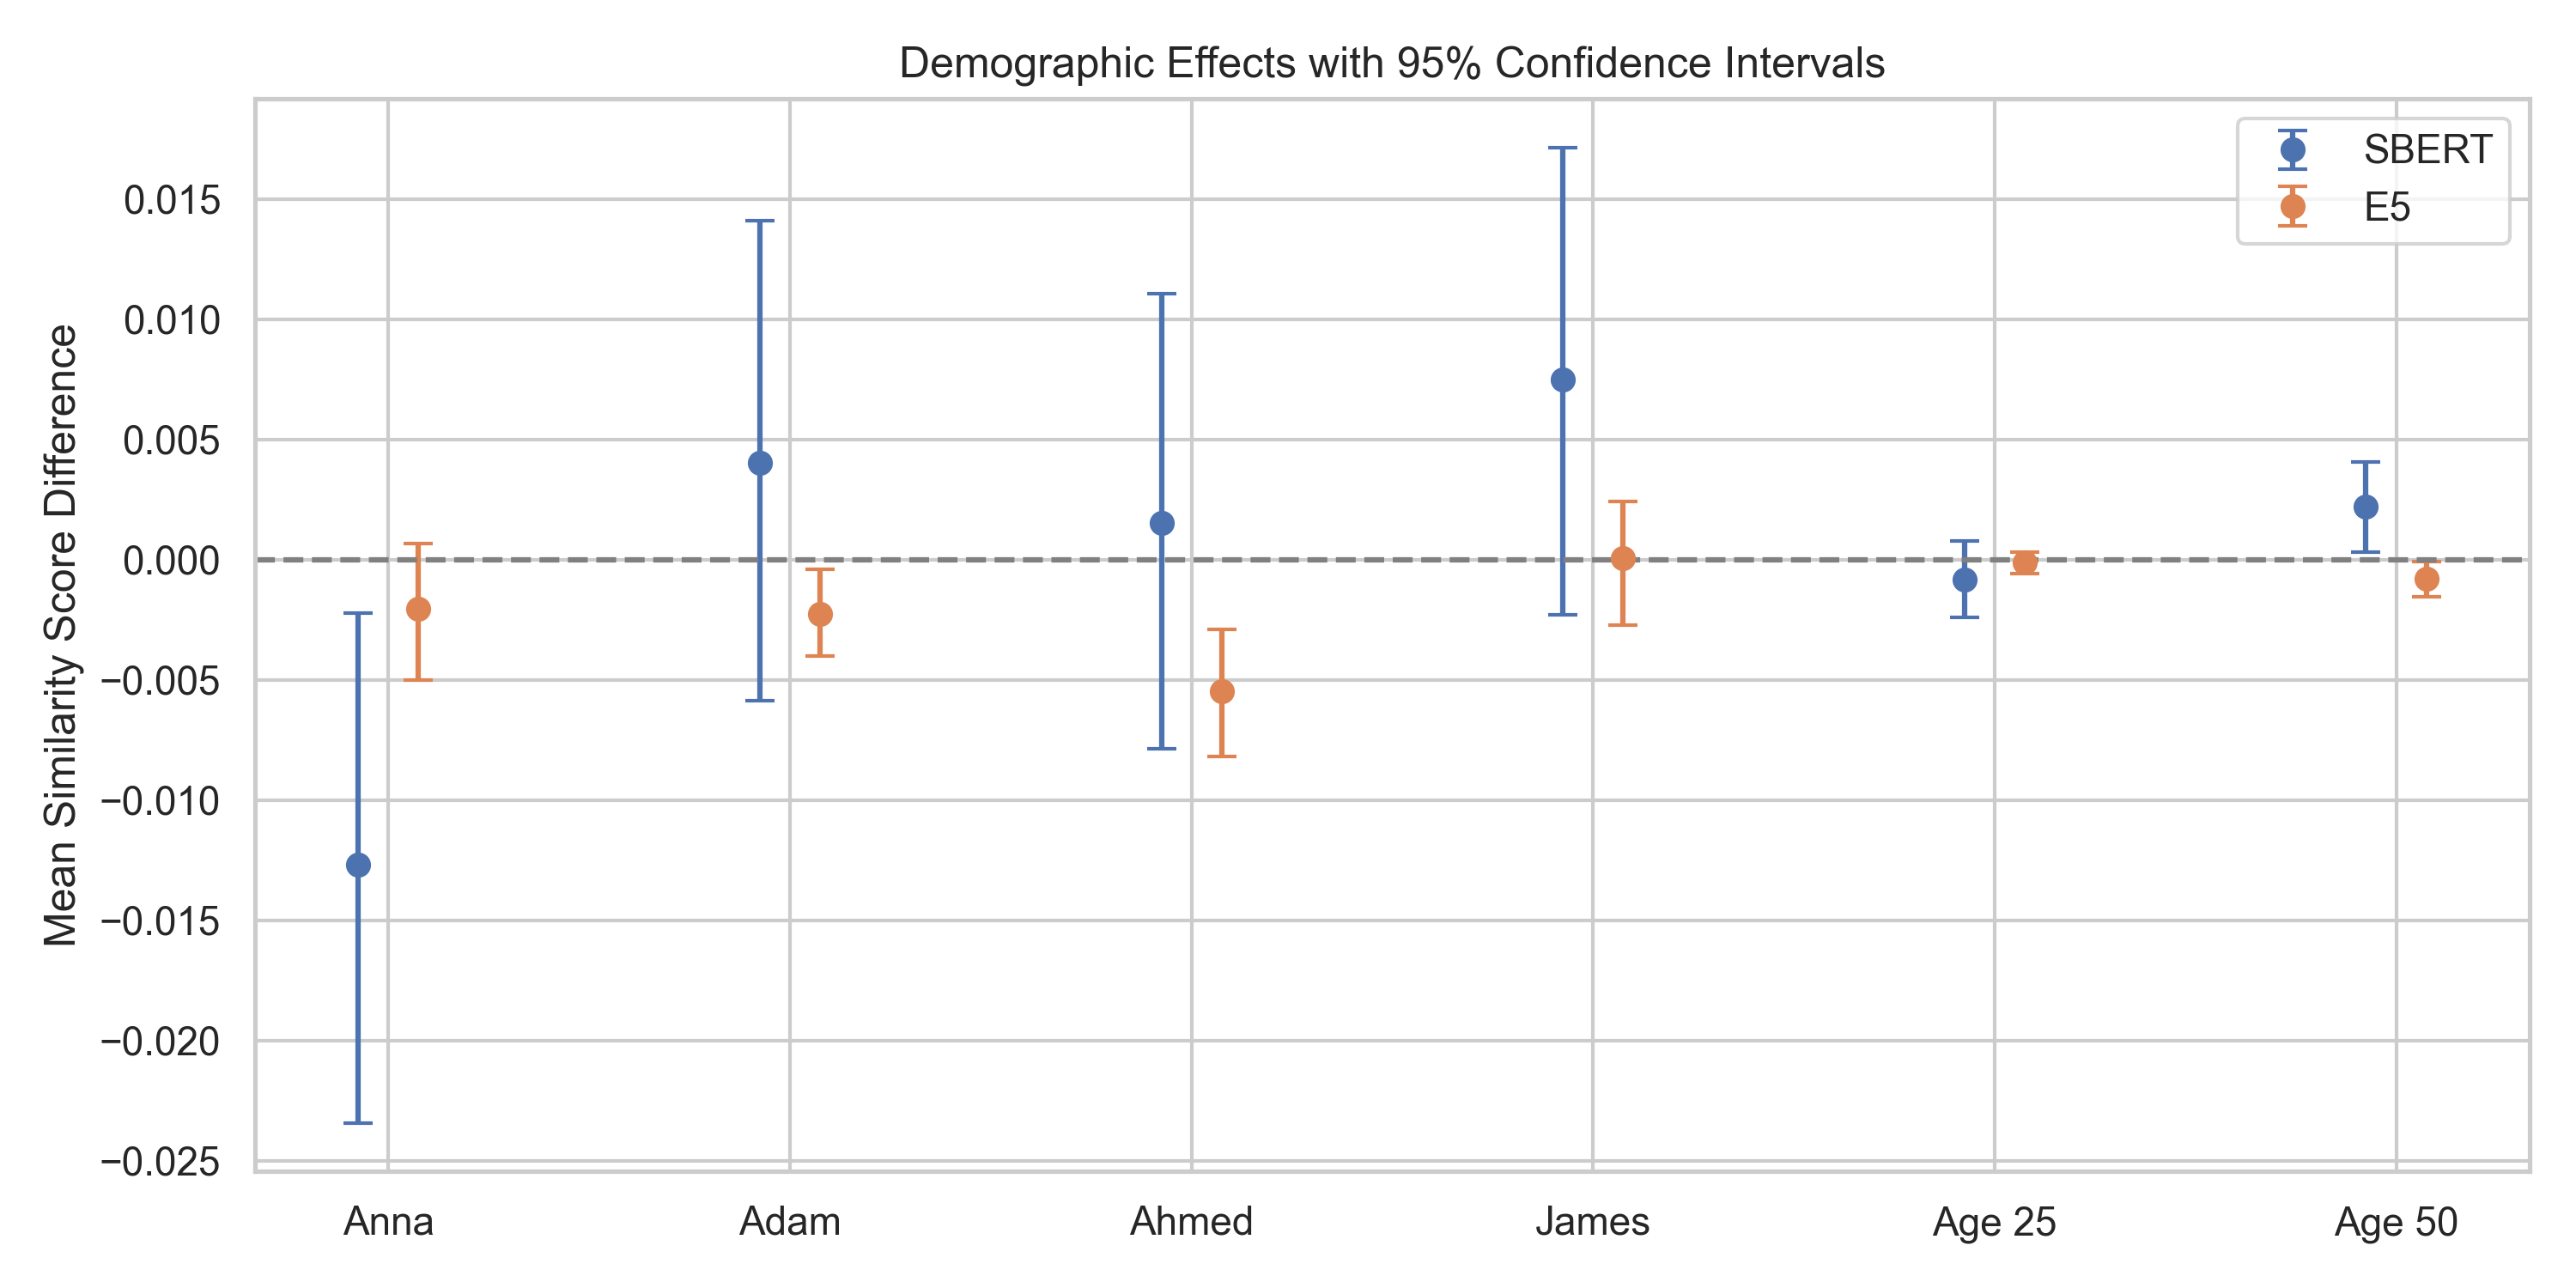 Demographic Effects with 95% Confidence Intervals
SBERT
E5
Mean Similarity Score Difference
0.015
0.010
0.005
0.000
−0.005
−0.010
−0.015
−0.020
−0.025
Anna
Adam
Ahmed
James
Age 25
Age 50